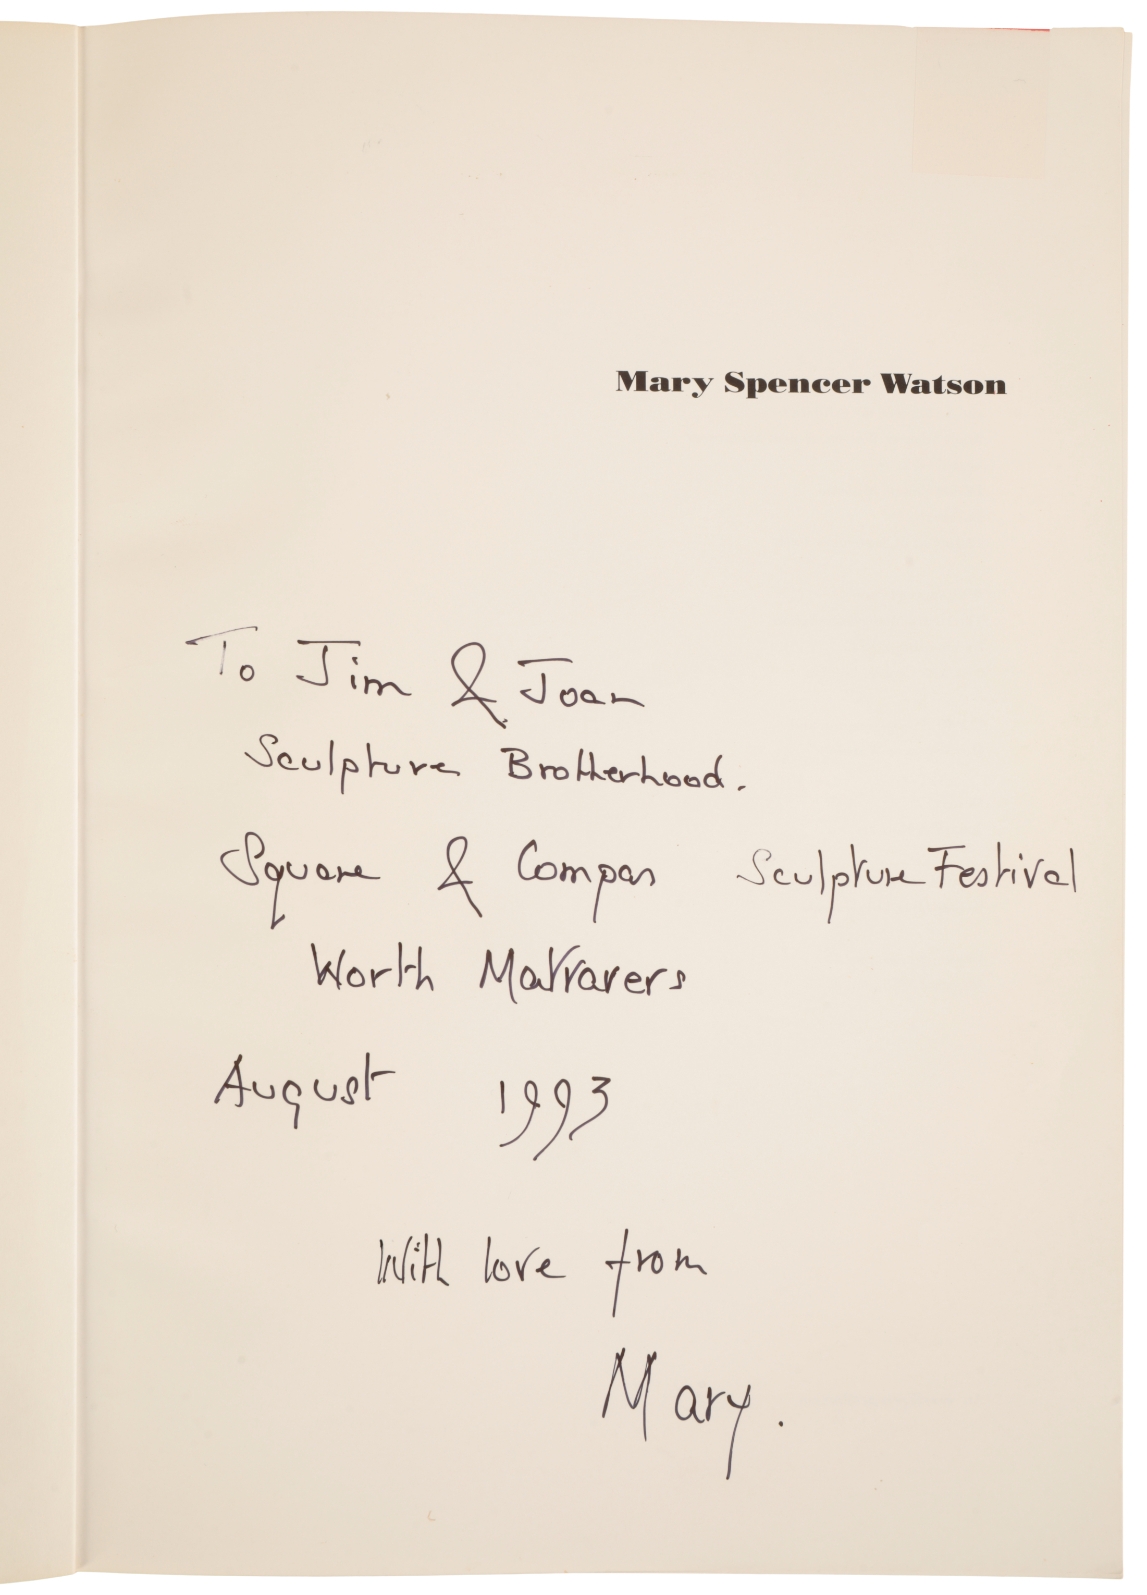 Mary Spencer Watson
To Jim & Joan
Sculpture Brotherhood.
Square & Compas Sculpture Festival
Worth Matravers
August 1993
With love from
Mary.